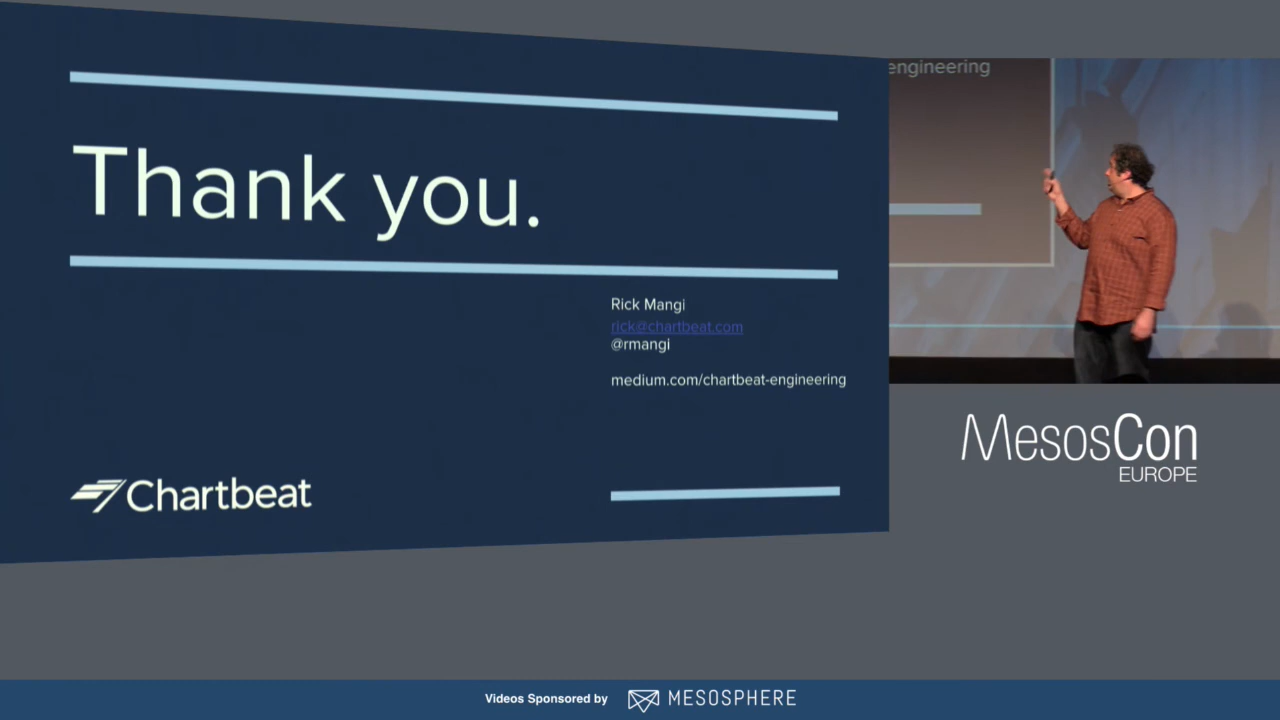 Thank you.
Rick Mangi
rick@chartbeat.com
@rmangi
medium.com/chartbeat-engineering
Chartbeat
engineering
MesosCon
EUROPE
Videos Sponsored by MESOSPHERE